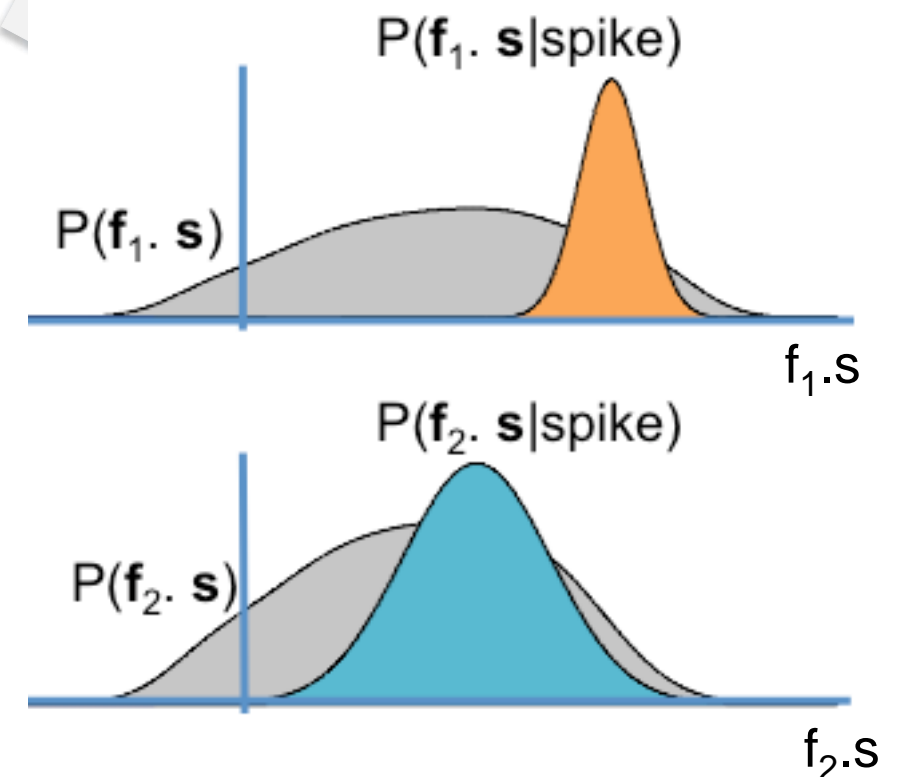 P(f₁. s|spike)
P(f₁. s)
f₁.s
P(f₂. s|spike)
P(f₂. s)
f₂.s